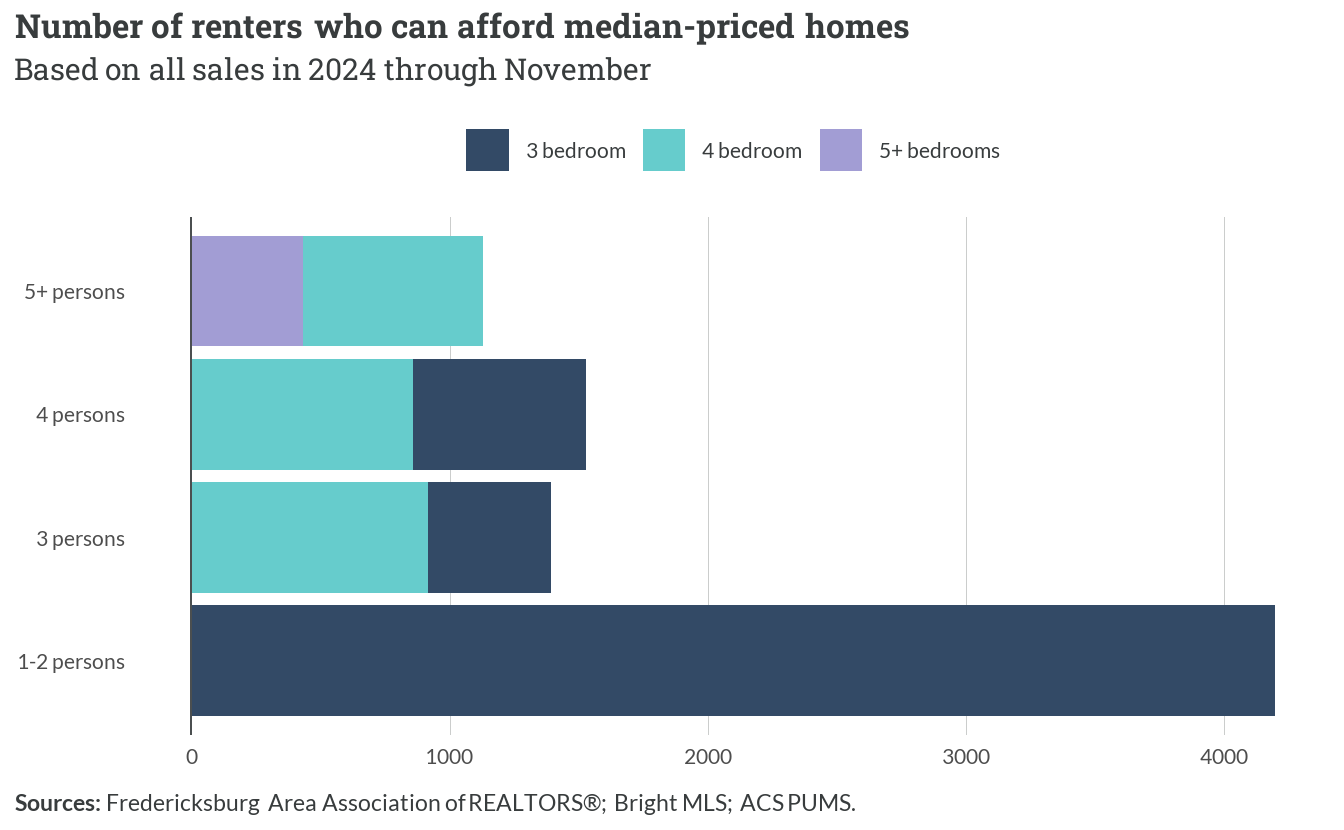 Number of renters who can afford median-priced homes
Based on all sales in 2024 through November
3 bedroom 4 bedroom 5+ bedrooms
5+ persons
4 persons
3 persons
1-2 persons
0 1000 2000 3000 4000
Sources: Fredericksburg Area Association of REALTORS®; Bright MLS; ACS PUMS.